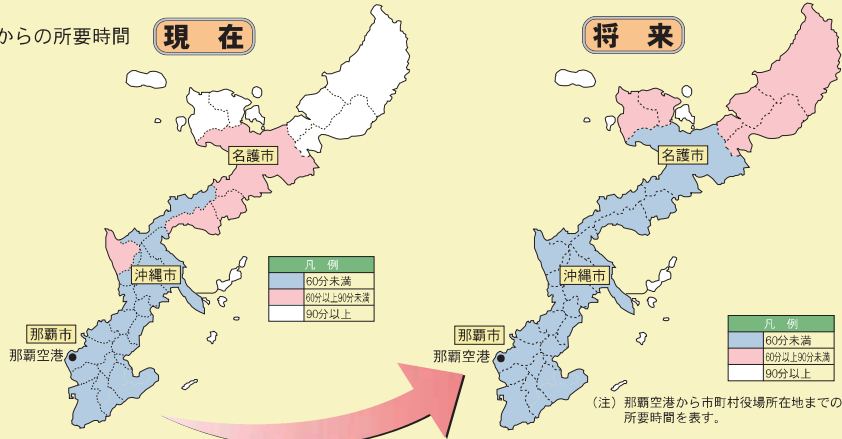 からの所要時間
現在
将来
名護市
沖縄市
那覇市
那覇空港
凡例
60分未満
60分以上90分未満
90分以上
名護市
沖縄市
那覇市
那覇空港
凡例
60分未満
60分以上90分未満
90分以上
（注）那覇空港から市町村役場所在地までの
所要時間を表す。